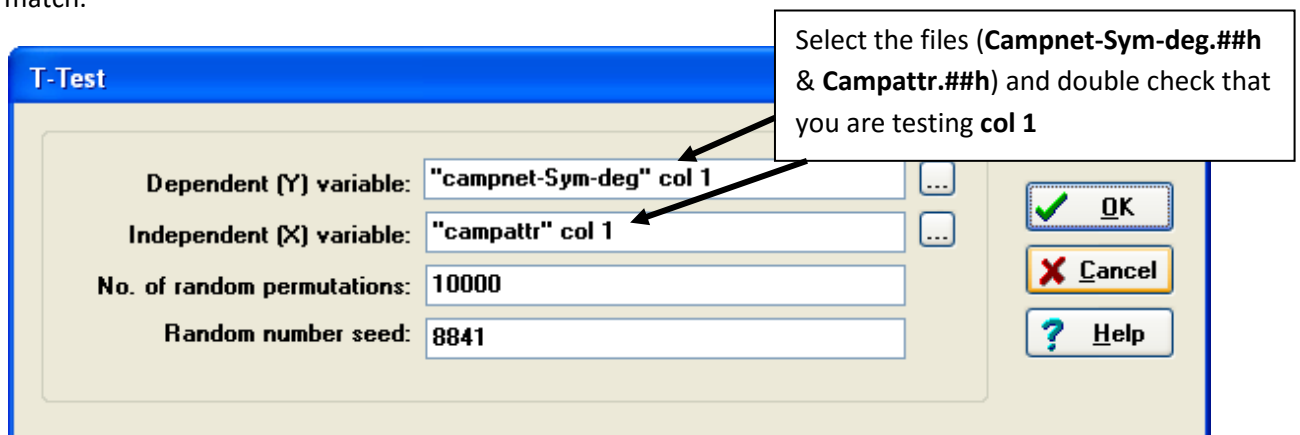 match.
Select the files (Campnet-Sym-deg.##h
& Campattr.##h) and double check that
you are testing col 1
T-Test
Dependent (Y) variable: "campnet-Sym-deg" col 1 ...
Independent (X) variable: "campattr" col 1 ...
No. of random permutations: 10000
Random number seed: 8841
OK
Cancel
? Help